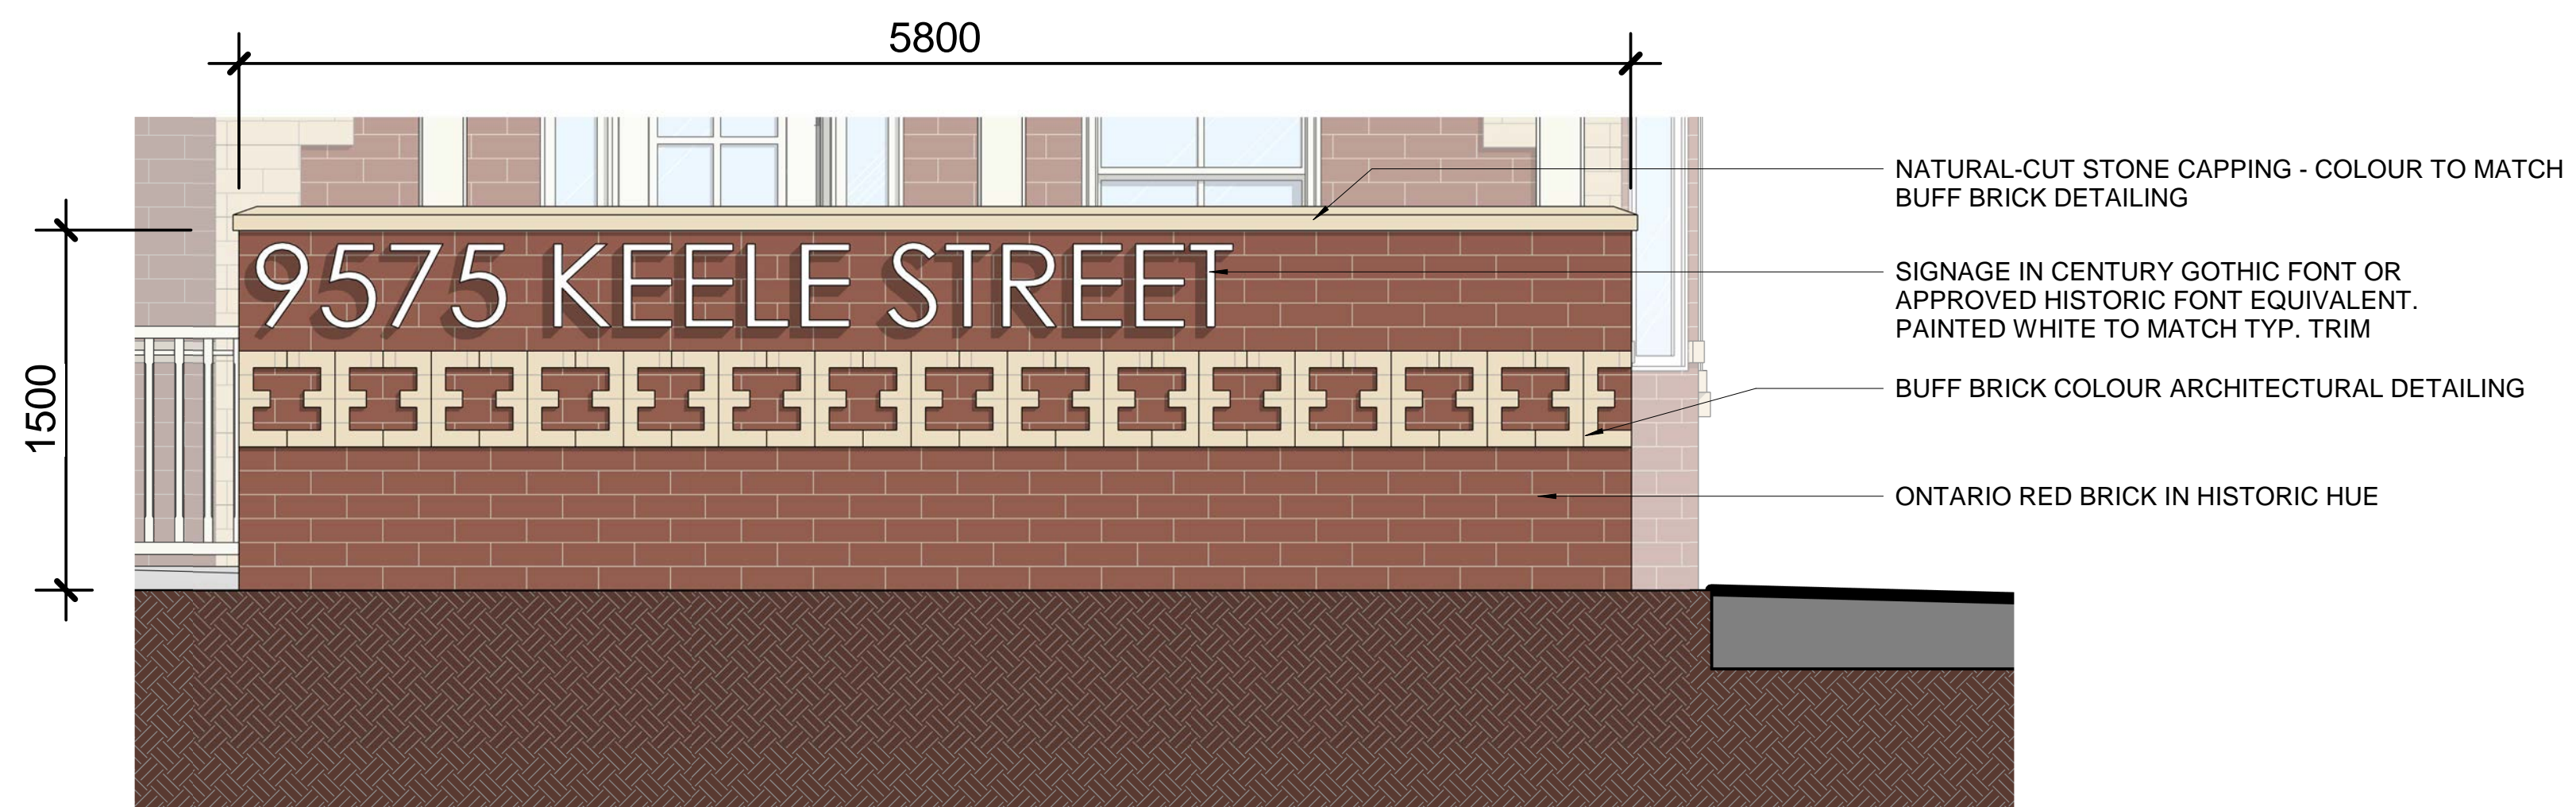 5800
NATURAL-CUT STONE CAPPING - COLOUR TO MATCH
BUFF BRICK DETAILING
9575 KEELE STREET
SIGNAGE IN CENTURY GOTHIC FONT OR
APPROVED HISTORIC FONT EQUIVALENT.
PAINTED WHITE TO MATCH TYP. TRIM
1500
BUFF BRICK COLOUR ARCHITECTURAL DETAILING
ONTARIO RED BRICK IN HISTORIC HUE